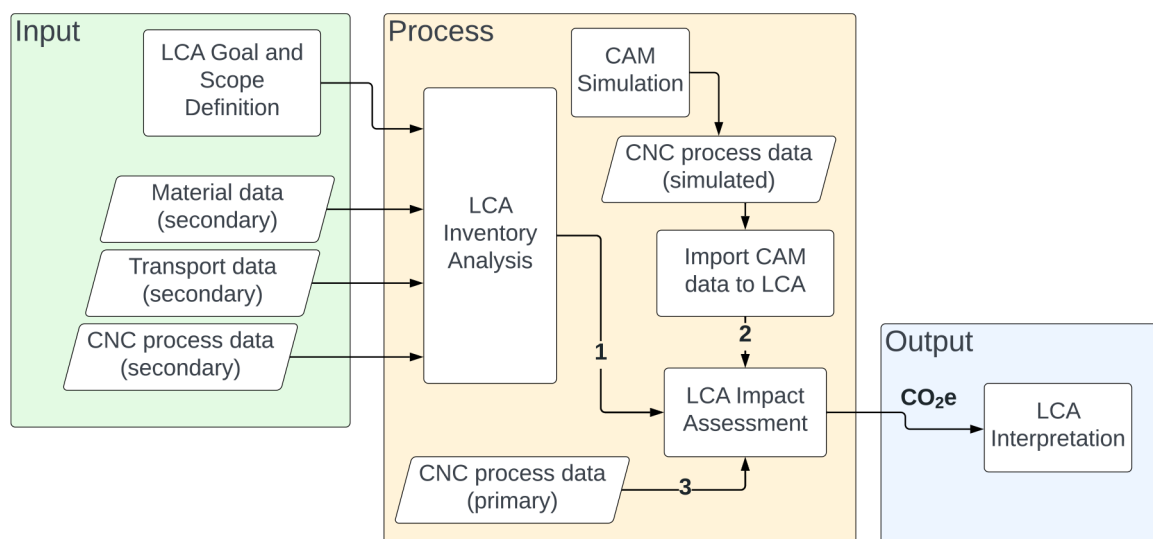 Input
LCA Goal and
Scope
Definition
Material data
(secondary)
Transport data
(secondary)
CNC process data
(secondary)
Process
LCA
Inventory
Analysis
CAM
Simulation
CNC process data
(simulated)
Import CAM
data to LCA
1
2
LCA Impact
Assessment
CNC process data
(primary)
3
Output
CO₂e
LCA
Interpretation